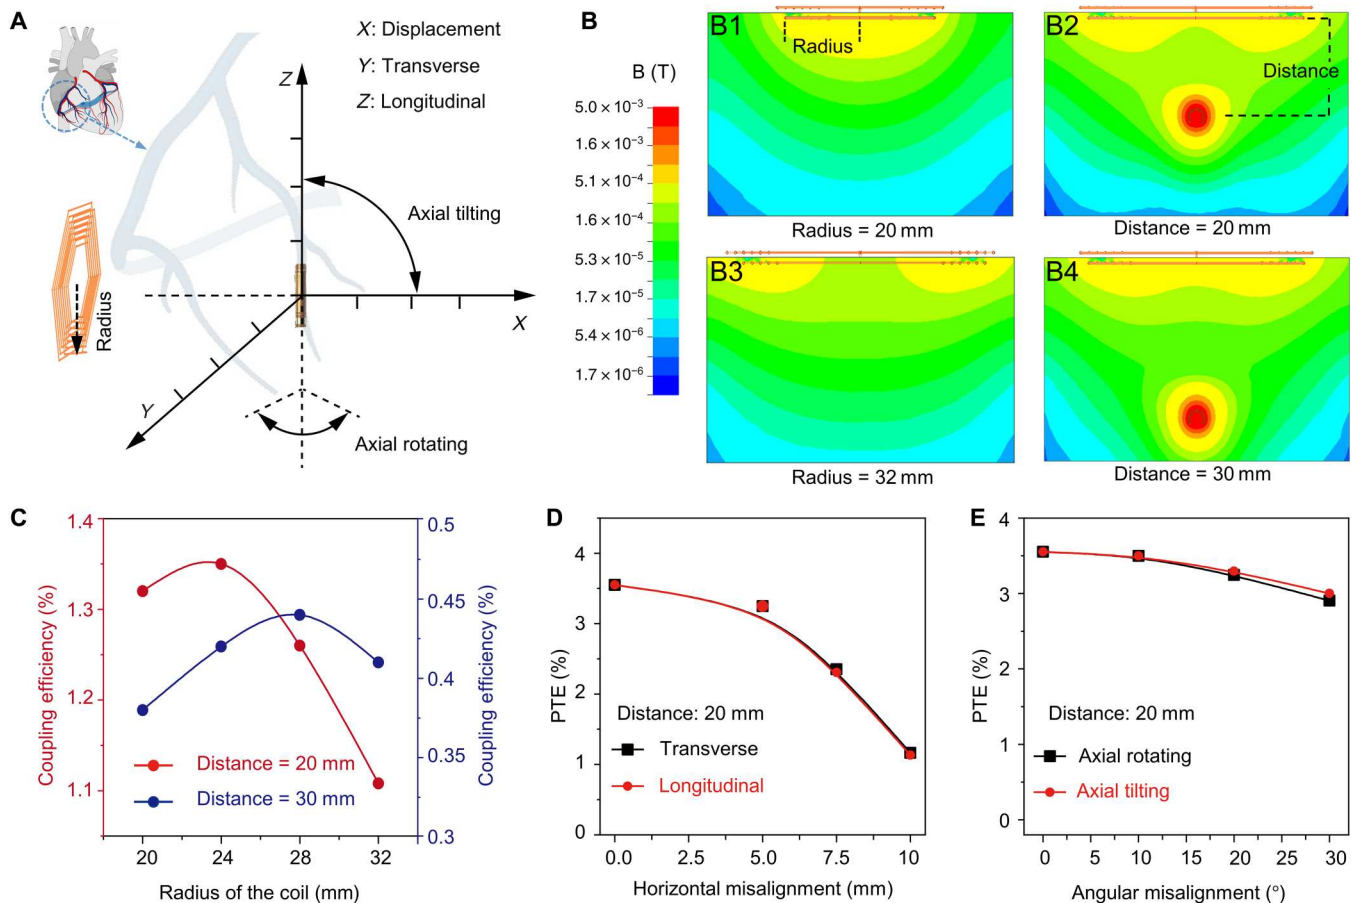 A
X: Displacement
Y: Transverse
Z: Longitudinal
Z
Axial tilting
X
Y
Axial rotating
Radius
B
B (T)
5.0 × 10−3
1.6 × 10−3
5.1 × 10−4
1.6 × 10−4
5.3 × 10−5
1.7 × 10−5
5.4 × 10−6
1.7 × 10−6
B1
Radius
Radius = 20 mm
B2
Distance
Distance = 20 mm
B3
Radius = 32 mm
B4
Distance = 30 mm
C
Coupling efficiency (%)
1.4
1.3
1.2
1.1
0.5
0.45
0.4
0.35
0.3
Coupling efficiency (%)
Distance = 20 mm
Distance = 30 mm
20 24 28 32
Radius of the coil (mm)
D
PTE (%)
4
3
2
1
0
Distance: 20 mm
Transverse
Longitudinal
0.0 2.5 5.0 7.5 10
Horizontal misalignment (mm)
E
PTE (%)
4
3
2
1
0
Distance: 20 mm
Axial rotating
Axial tilting
0 5 10 15 20 25 30
Angular misalignment (°)